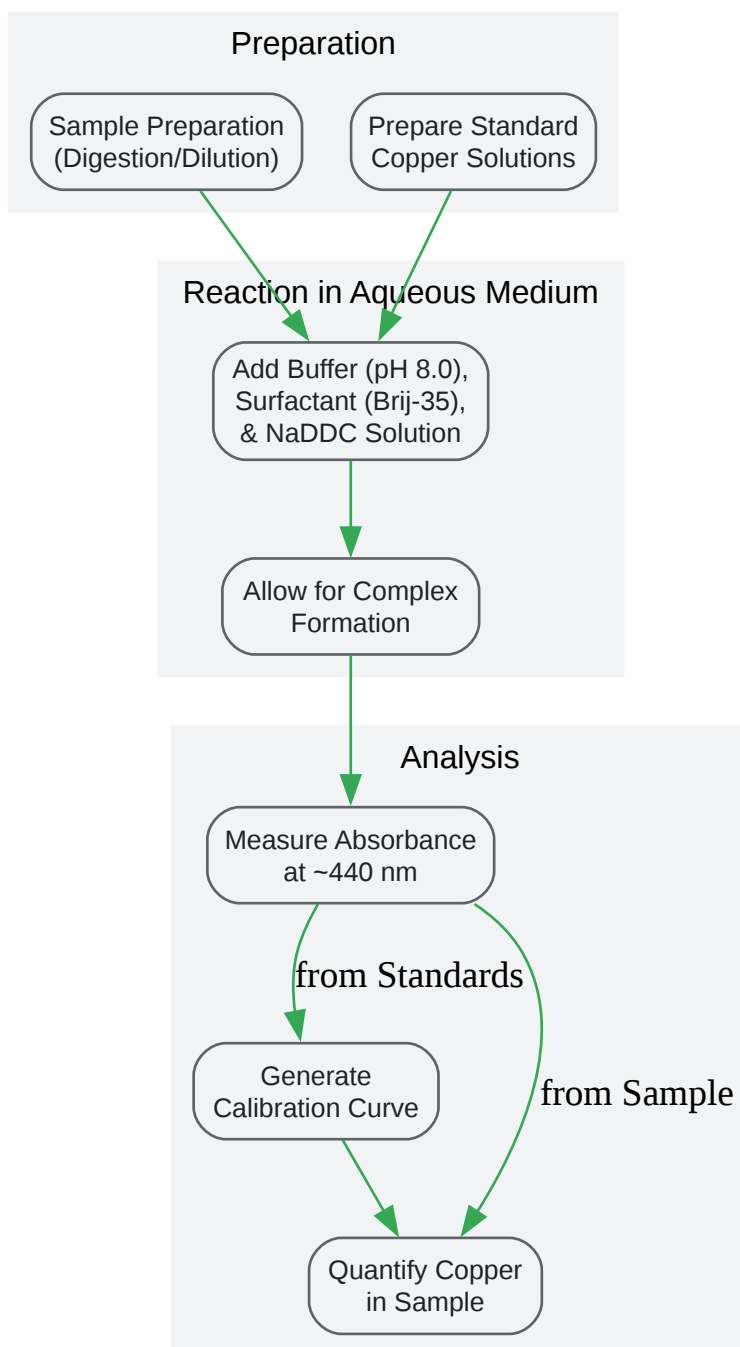 Preparation
Sample Preparation
(Digestion/Dilution)
Prepare Standard
Copper Solutions
Reaction in Aqueous Medium
Add Buffer (pH 8.0),
Surfactant (Brij-35),
& NaDDC Solution
Allow for Complex
Formation
Analysis
Measure Absorbance
at ~440 nm
from Standards
Generate
Calibration Curve
from Sample
Quantify Copper
in Sample